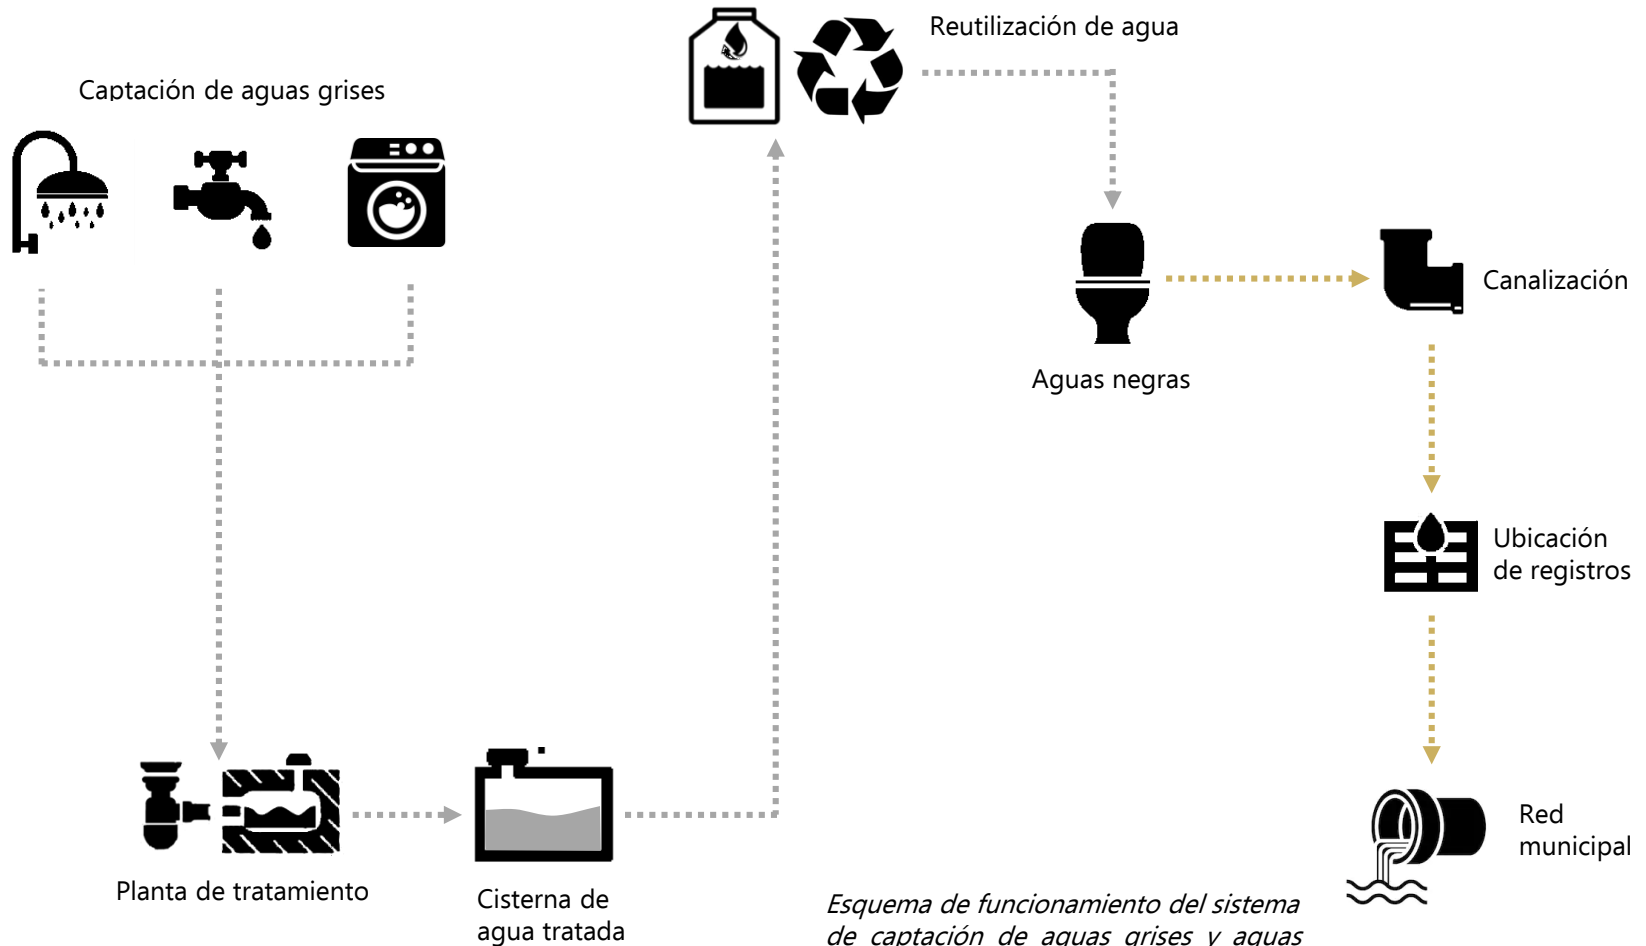 Reutilización de agua
Captación de aguas grises
Canalización
Aguas negras
Ubicación
de registros
Red
municipal
Planta de tratamiento
Cisterna de
agua tratada
Esquema de funcionamiento del sistema
de captación de aguas grises y aguas